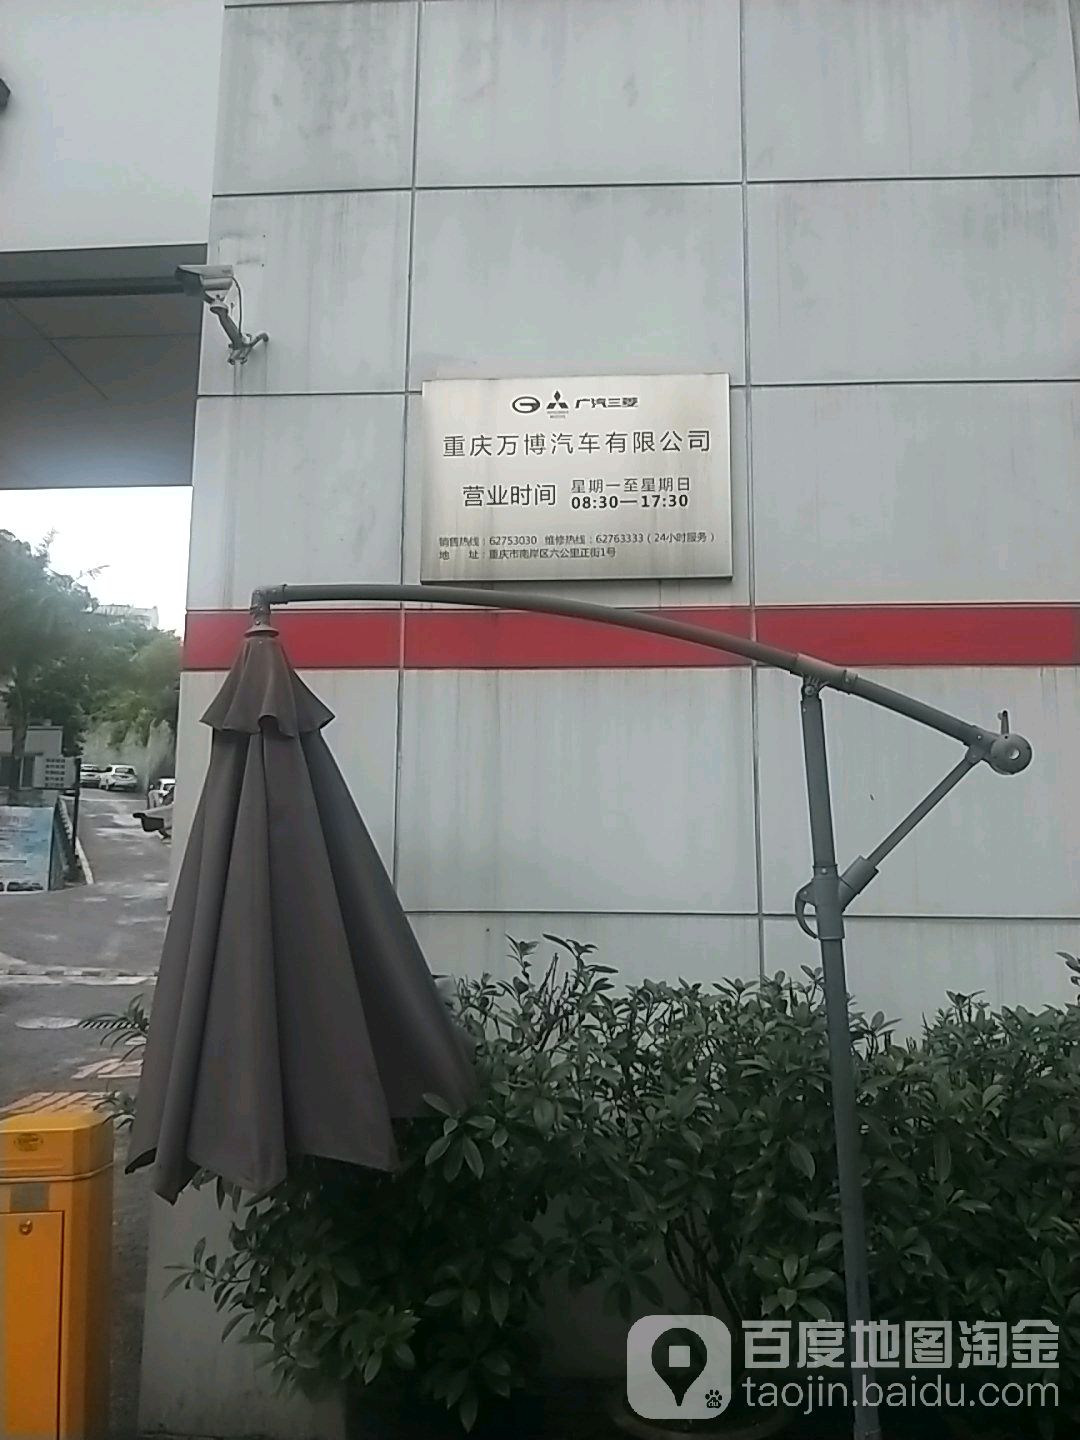 广汽三菱
重庆万博汽车有限公司
营业时间 星期一至星期日
08:30—17:30
销售热线：62753030 维修热线：62763333（24小时服务）
地 址：重庆市南岸区六公里正街1号
百度地图淘金
taojin.baidu.com